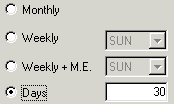 Monthly
Weekly SUN
Weekly + M.E. SUN
Days 30